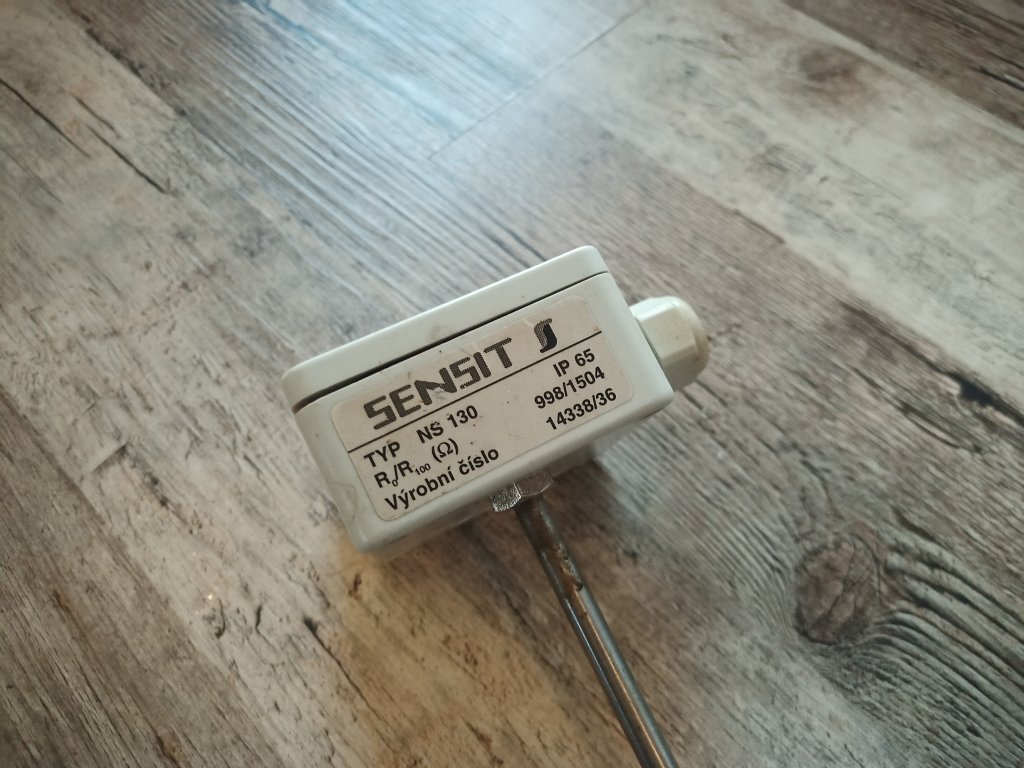 SENSIT
IP 65
TYP NS 130 998/1504
R0/R100 (Ω) 14338/36
Výrobní číslo